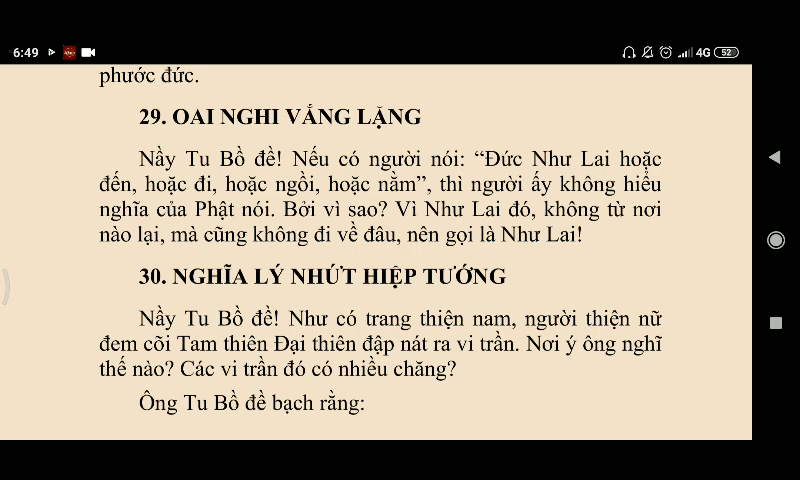 6:49
4G 52
phước đức.
29. OAI NGHI VẮNG LẶNG
Nầy Tu Bồ đề! Nếu có người nói: “Đức Như Lai hoặc
đến, hoặc đi, hoặc ngồi, hoặc nằm”, thì người ấy không hiểu
nghĩa của Phật nói. Bởi vì sao? Vì Như Lai đó, không từ nơi
nào lại, mà cũng không đi về đâu, nên gọi là Như Lai!
30. NGHĨA LÝ NHỨT HIỆP TƯỚNG
Nầy Tu Bồ đề! Như có trang thiện nam, người thiện nữ
đem cõi Tam thiên Đại thiên đập nát ra vi trần. Nơi ý ông nghĩ
thế nào? Các vi trần đó có nhiều chăng?
Ông Tu Bồ đề bạch rằng: